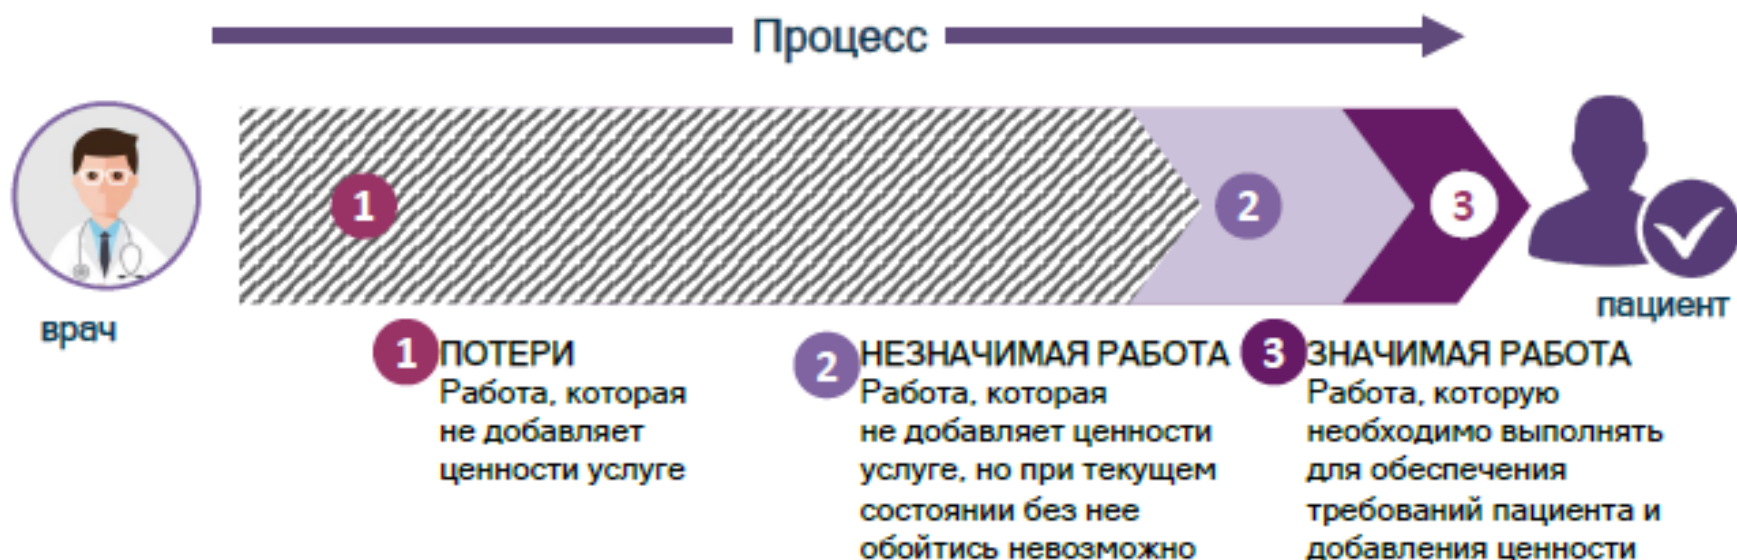 Процесс
1
2
3
врач
пациент
1 ПОТЕРИ
Работа, которая
не добавляет
ценности услуге
2 НЕЗНАЧИМАЯ РАБОТА
Работа, которая
не добавляет ценности
услуге, но при текущем
состоянии без нее
обойтись невозможно
3 ЗНАЧИМАЯ РАБОТА
Работа, которую
необходимо выполнять
для обеспечения
требований пациента и
добавления ценности